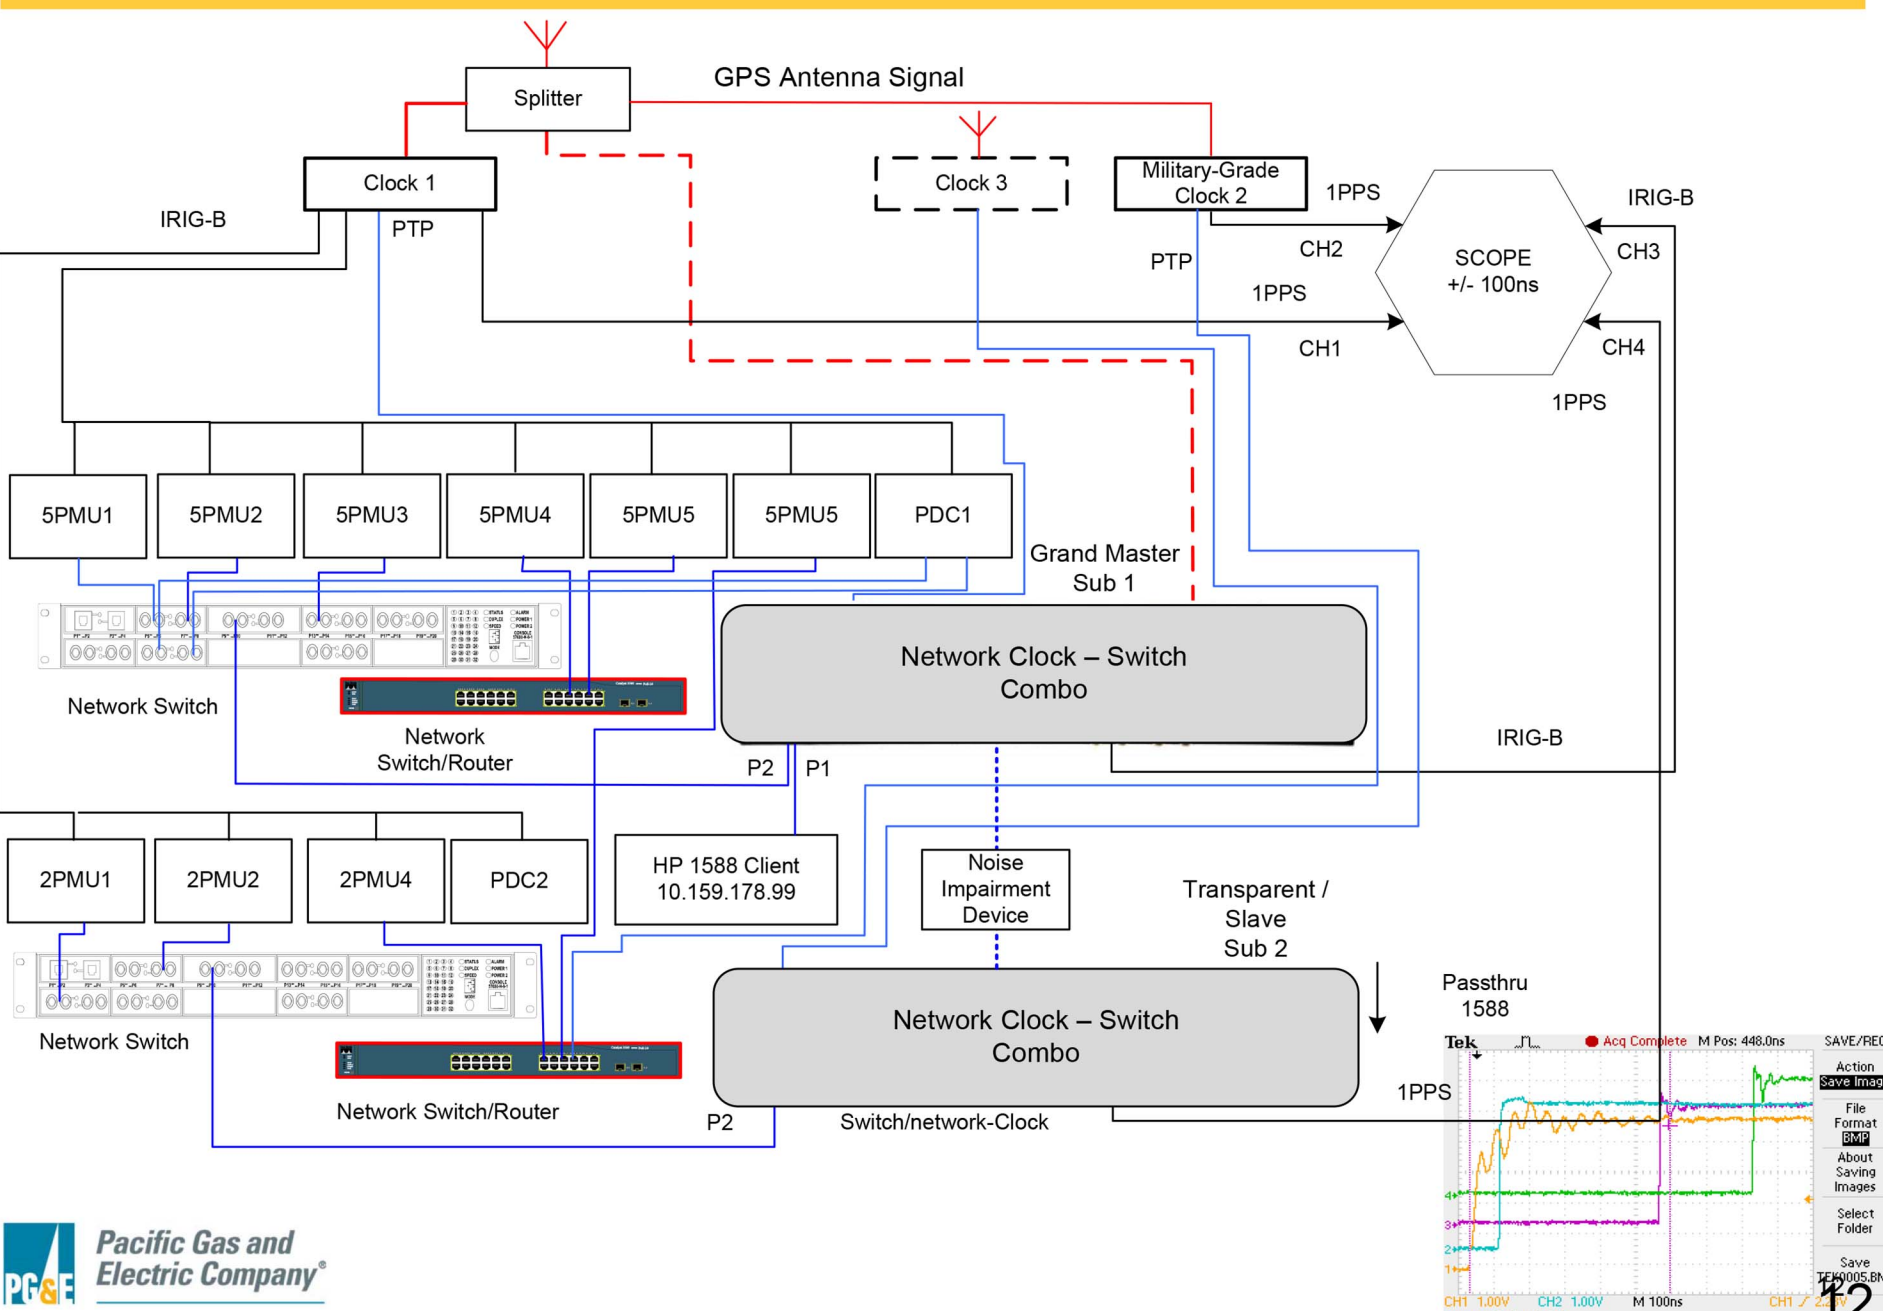 GPS Antenna Signal
Splitter
Clock 1
Clock 3
Military-Grade
Clock 2
1PPS
IRIG-B
IRIG-B
PTP
CH2
CH3
SCOPE
+/- 100ns
PTP
1PPS
CH1
CH4
1PPS
5PMU1
5PMU2
5PMU3
5PMU4
5PMU5
5PMU5
PDC1
Grand Master
Sub 1
Network Clock – Switch
Combo
Network Switch
Network
Switch/Router
P2
P1
IRIG-B
2PMU1
2PMU2
2PMU4
PDC2
HP 1588 Client
10.159.178.99
Noise
Impairment
Device
Transparent /
Slave
Sub 2
Network Switch
Network Clock – Switch
Combo
Passthru
1588
Network Switch/Router
P2
Switch/network-Clock
1PPS
Tek
Acq Complete
M Pos: 448.0ns
SAVE/REC
Action
Save Imag
File
Format
BMP
About
Saving
Images
Select
Folder
Save
CH1 1.00V
CH2 1.00V
M 100ns
CH1
Pacific Gas and
Electric Company®
PG&E